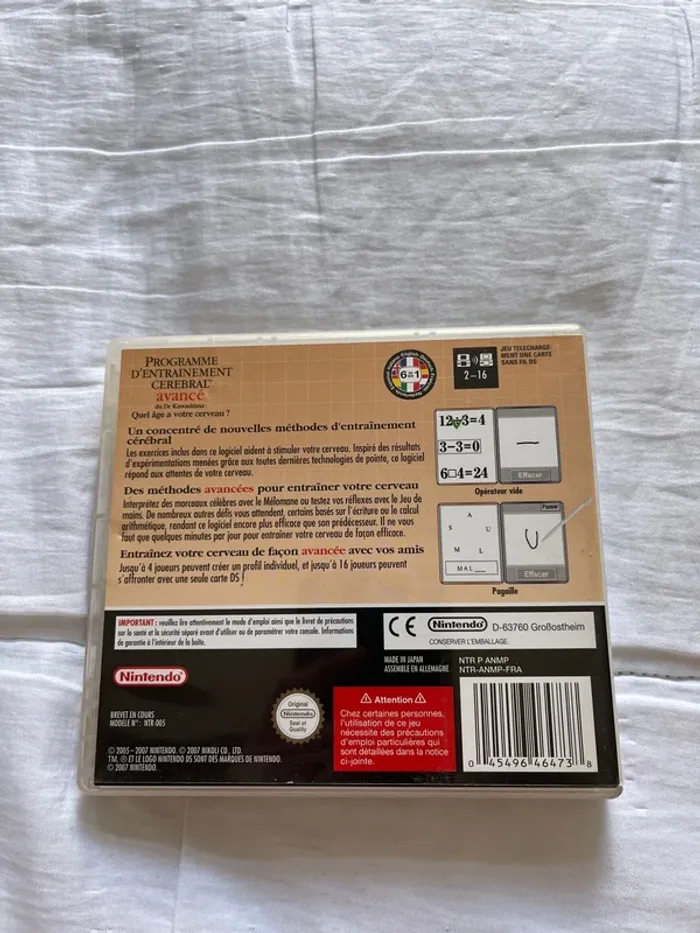 PROGRAMME
D'ENTRAINEMENT
CEREBRAL™
avancé
du Dr Kawashima :
Quel âge a votre cerveau ?
English Deutsch
6 en 1
2-16
JEU TELECHARGE-
MENT UNE CARTE
SANS FIL DS
Un concentré de nouvelles méthodes d'entraînement
cérébral
Les exercices inclus dans ce logiciel aident à stimuler votre cerveau. Inspiré des résultats
d'expérimentations menées grâce aux toutes dernières technologies de pointe, ce logiciel
répond aux attentes de votre cerveau.
Des méthodes avancées pour entraîner votre cerveau
Interprétez des morceaux célèbres avec le Mélomane ou testez vos réflexes avec le Jeu de
mains. De nombreux autres défis vous attendent, certains basés sur l'écriture ou le calcul
arithmétique, rendant ce logiciel encore plus efficace que son prédécesseur. Il ne vous
faut que quelques minutes par jour pour entraîner votre cerveau de façon efficace.
Entraînez votre cerveau de façon avancée avec vos amis
Jusqu'à 4 joueurs peuvent créer un profil individuel, et jusqu'à 16 joueurs peuvent
s'affronter avec une seule carte DS !
12÷3=4
3-3=0
6□4=24
Effacer
Opérateur vide
A
S U
M L
MAL__
Passer
U
Effacer
Pagaille
IMPORTANT : veuillez lire attentivement le mode d'emploi ainsi que le livret de précautions
sur la santé et la sécurité séparé avant d'utiliser ou de paramétrer votre console. Informations
de garantie à l'intérieur de la boîte.
CE Nintendo D-63760 Großostheim
CONSERVER L'EMBALLAGE.
MADE IN JAPAN
ASSEMBLE EN ALLEMAGNE
NTR P ANMP
NTR-ANMP-FRA
Nintendo
BREVET EN COURS
MODELE N° : NTR-005
Original
Nintendo
Seal of
Quality
Attention
Chez certaines personnes,
l'utilisation de ce jeu
nécessite des précautions
d'emploi particulières qui
sont détaillées dans la notice
ci-jointe.
© 2005-2007 NINTENDO. © 2007 NIKOLI CO., LTD.
TM, ® ET LE LOGO NINTENDO DS SONT DES MARQUES DE NINTENDO.
© 2007 NINTENDO.
0 45496 46473 8